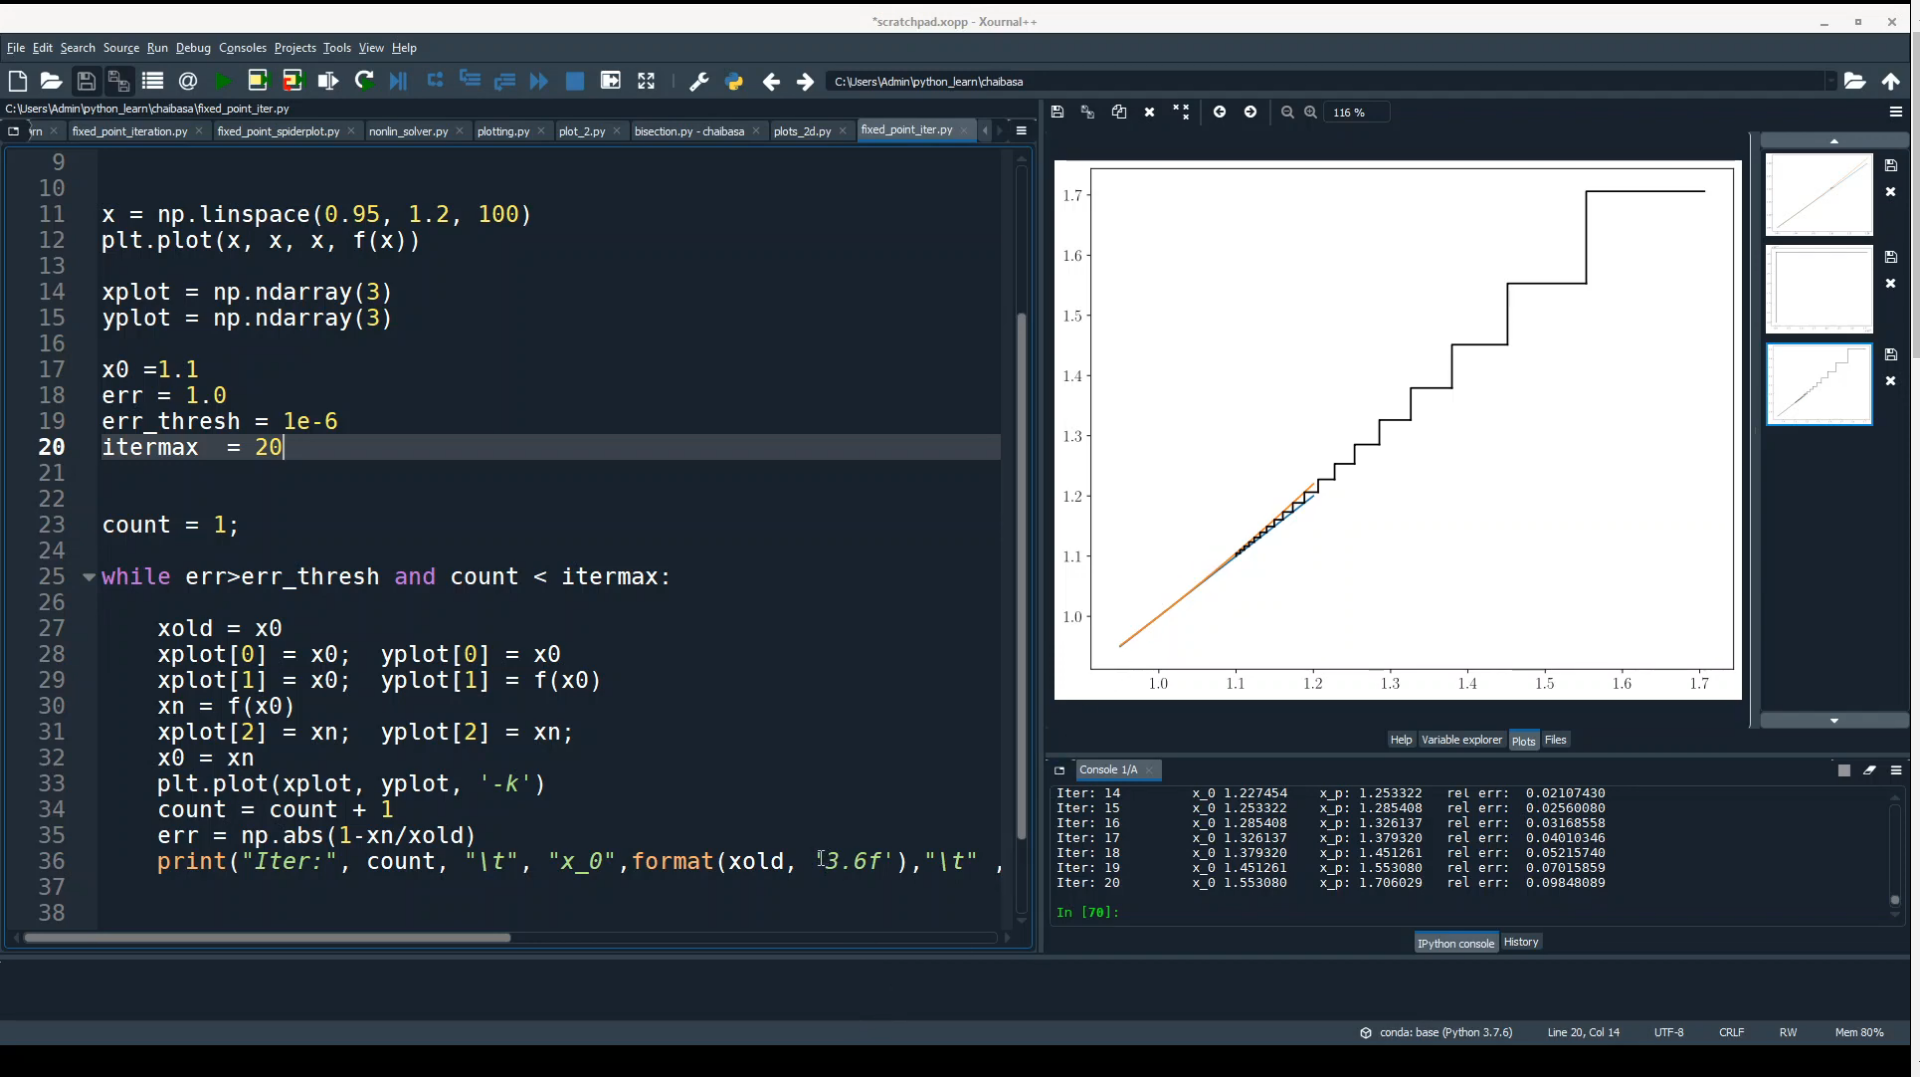 *scratchpad.xopp - Xournal++
File Edit Search Source Run Debug Consoles Projects Tools View Help
C:\Users\Admin\python_learn\chaibasa
C:\Users\Admin\python_learn\chaibasa\fixed_point_iter.py
fixed_point_iteration.py fixed_point_spiderplot.py nonlin_solver.py plotting.py plot_2.py bisection.py - chaibasa plots_2d.py fixed_point_iter.py
116 %
9
10
11 x = np.linspace(0.95, 1.2, 100)
12 plt.plot(x, x, x, f(x))
13
14 xplot = np.ndarray(3)
15 yplot = np.ndarray(3)
16
17 x0 =1.1
18 err = 1.0
19 err_thresh = 1e-6
20 itermax  = 20
21
22
23 count = 1;
24
25 while err>err_thresh and count < itermax:
26
27 xold = x0
28 xplot[0] = x0;  yplot[0] = x0
29 xplot[1] = x0;  yplot[1] = f(x0)
30 xn = f(x0)
31 xplot[2] = xn;  yplot[2] = xn;
32 x0 = xn
33 plt.plot(xplot, yplot, '-k')
34 count = count + 1
35 err = np.abs(1-xn/xold)
36 print("Iter:", count, "\t", "x_0",format(xold, '3.6f'),"\t" ,
37
38
1.7
1.6
1.5
1.4
1.3
1.2
1.1
1.0
1.0 1.1 1.2 1.3 1.4 1.5 1.6 1.7
Help Variable explorer Plots Files
Console 1/A
Iter: 14 x_0 1.227454 x_p: 1.253322 rel err: 0.02107430
Iter: 15 x_0 1.253322 x_p: 1.285408 rel err: 0.02560080
Iter: 16 x_0 1.285408 x_p: 1.326137 rel err: 0.03168558
Iter: 17 x_0 1.326137 x_p: 1.379320 rel err: 0.04010346
Iter: 18 x_0 1.379320 x_p: 1.451261 rel err: 0.05215740
Iter: 19 x_0 1.451261 x_p: 1.553080 rel err: 0.07015859
Iter: 20 x_0 1.553080 x_p: 1.706029 rel err: 0.09848089
In [70]:
IPython console History
conda: base (Python 3.7.6) Line 20, Col 14 UTF-8 CRLF RW Mem 80%